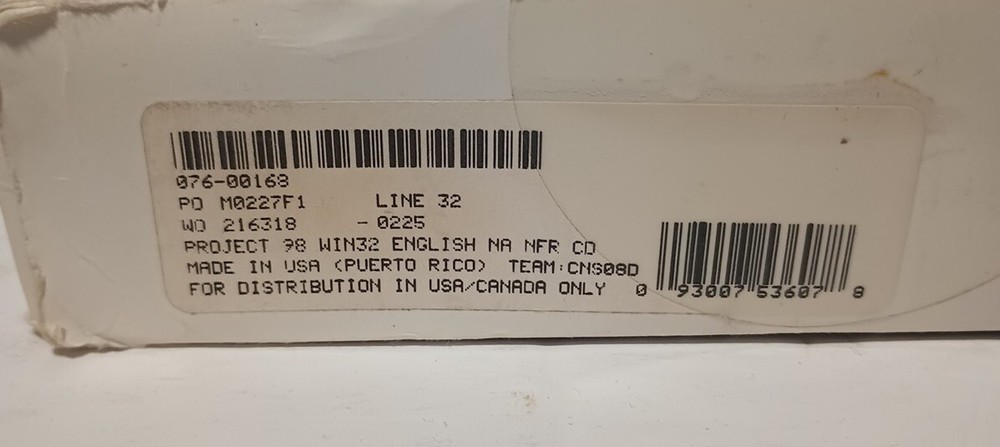 076-00168
PO M0227F1 LINE 32
WO 216318 - 0225
PROJECT 98 WIN32 ENGLISH NA NFR CD
MADE IN USA (PUERTO RICO) TEAM:CNS08D
FOR DISTRIBUTION IN USA/CANADA ONLY
0 93007 53607 8